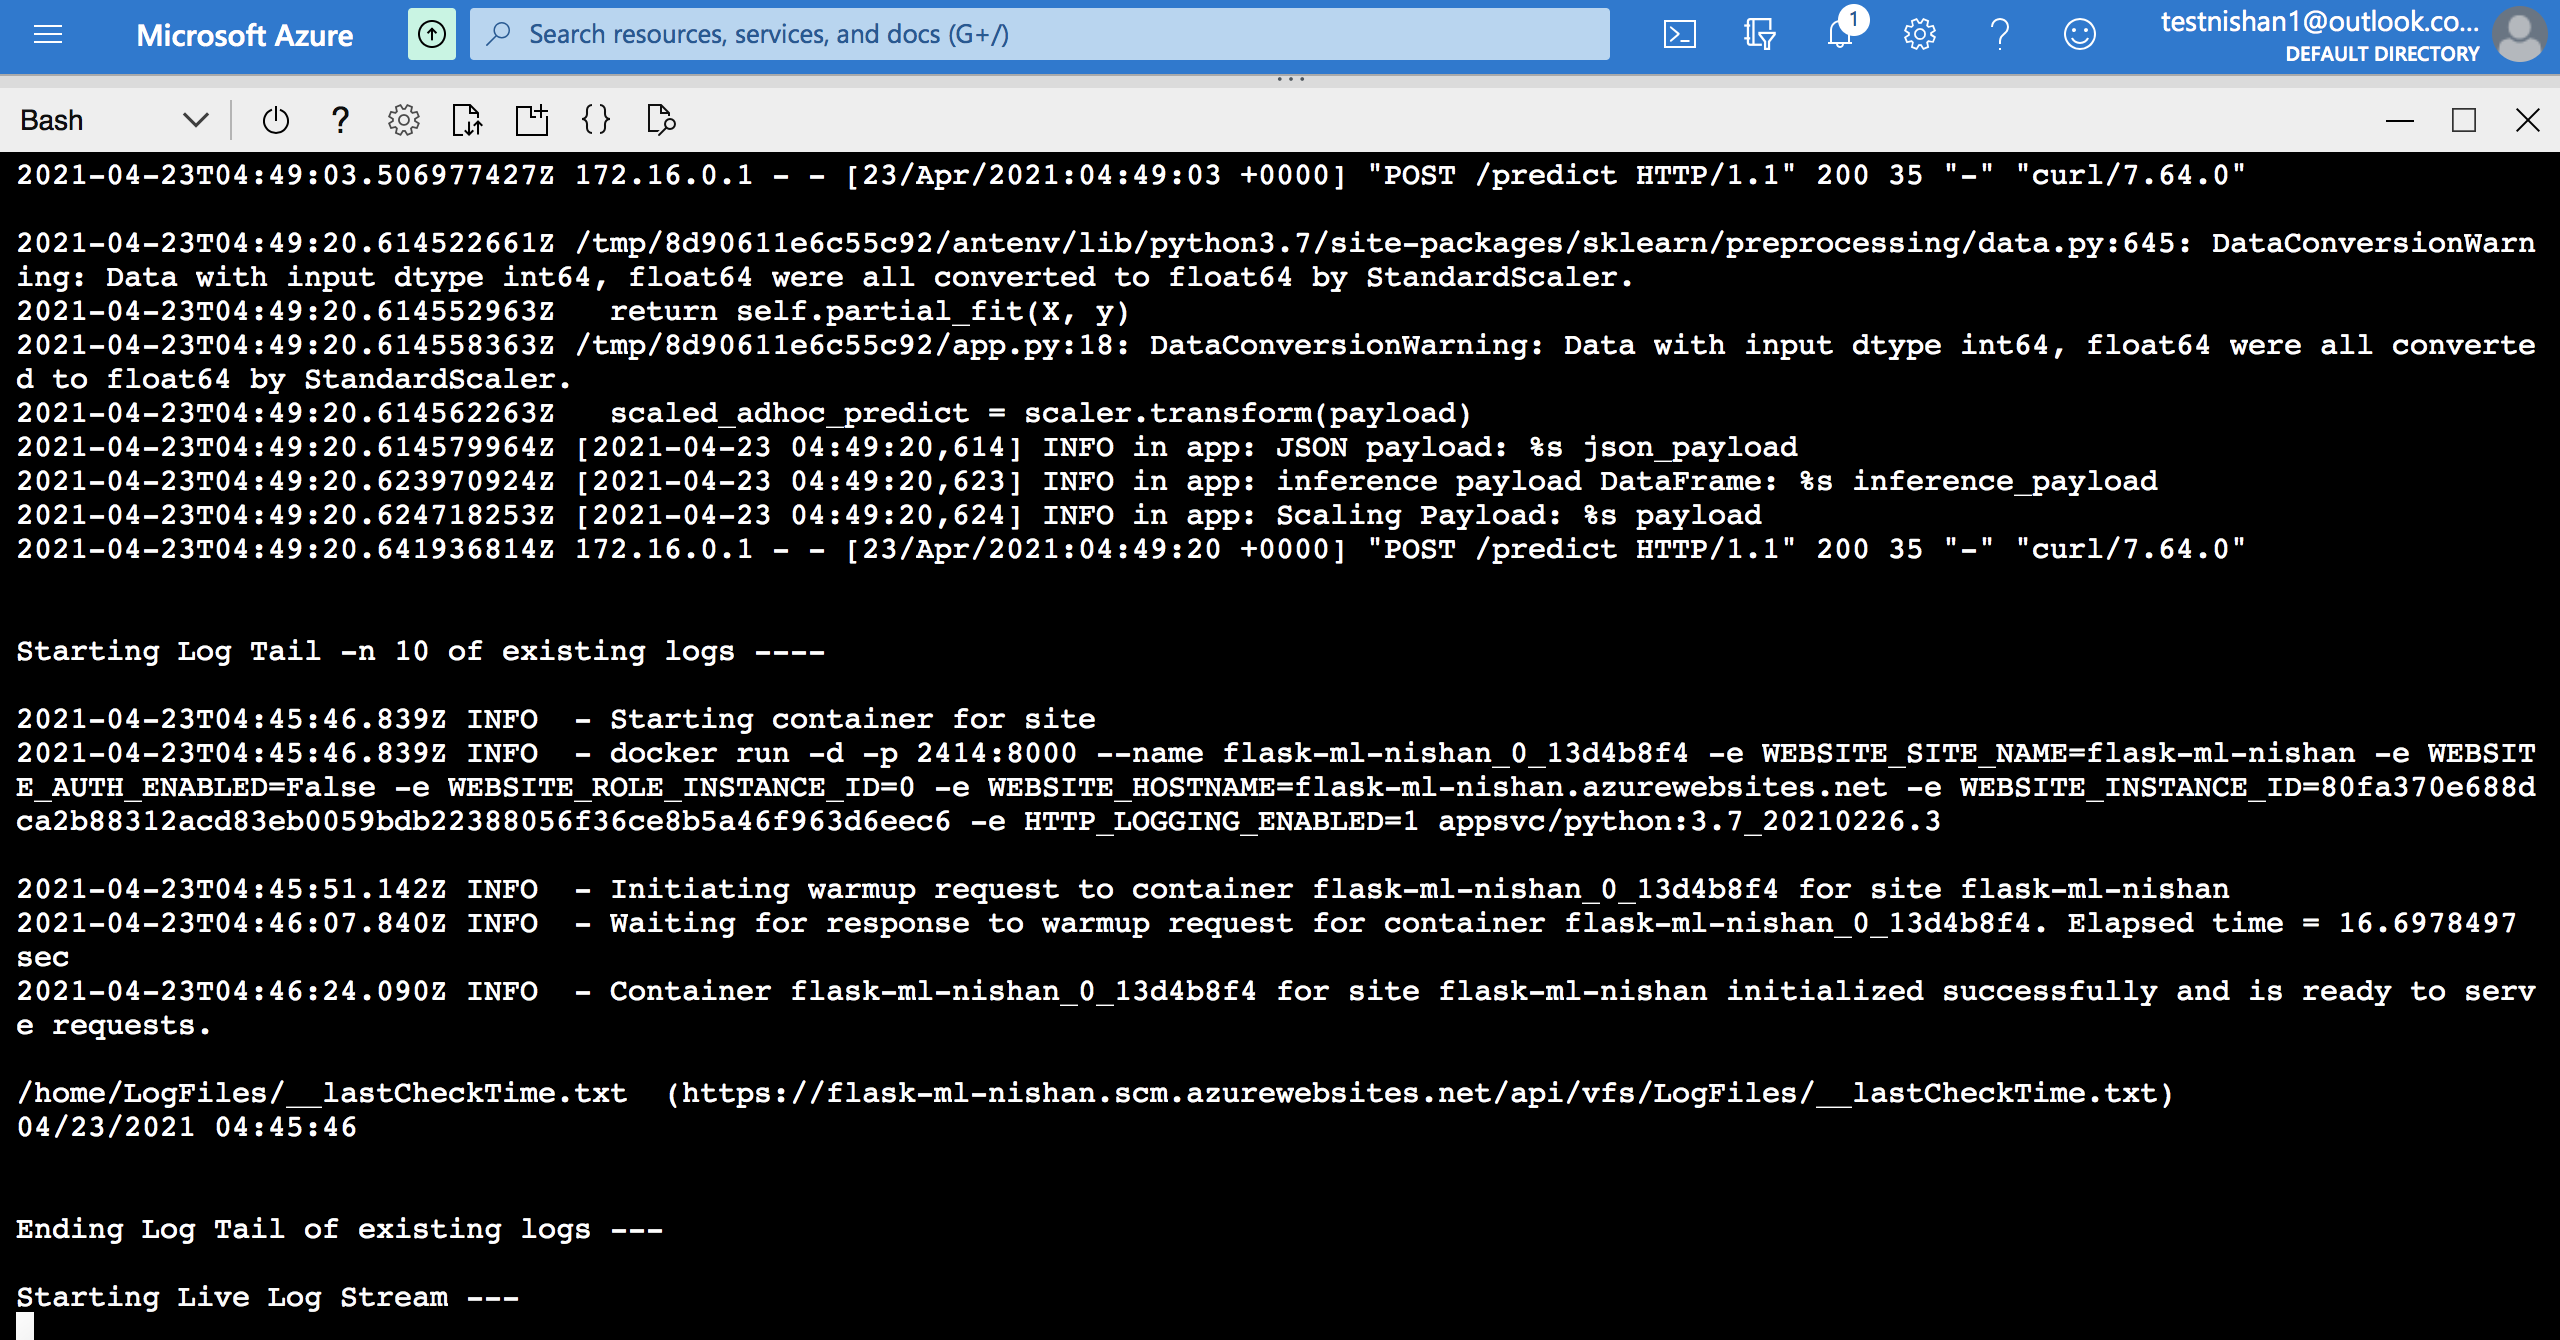 Microsoft Azure
Search resources, services, and docs (G+/)
1
testnishan1@outlook.co...
DEFAULT DIRECTORY
Bash
2021-04-23T04:49:03.506977427Z 172.16.0.1 - - [23/Apr/2021:04:49:03 +0000] "POST /predict HTTP/1.1" 200 35 "-" "curl/7.64.0"
2021-04-23T04:49:20.614522661Z /tmp/8d90611e6c55c92/antenv/lib/python3.7/site-packages/sklearn/preprocessing/data.py:645: DataConversionWarn
ing: Data with input dtype int64, float64 were all converted to float64 by StandardScaler.
2021-04-23T04:49:20.614552963Z   return self.partial_fit(X, y)
2021-04-23T04:49:20.614558363Z /tmp/8d90611e6c55c92/app.py:18: DataConversionWarning: Data with input dtype int64, float64 were all converte
d to float64 by StandardScaler.
2021-04-23T04:49:20.614562263Z   scaled_adhoc_predict = scaler.transform(payload)
2021-04-23T04:49:20.614579964Z [2021-04-23 04:49:20,614] INFO in app: JSON payload: %s json_payload
2021-04-23T04:49:20.623970924Z [2021-04-23 04:49:20,623] INFO in app: inference payload DataFrame: %s inference_payload
2021-04-23T04:49:20.624718253Z [2021-04-23 04:49:20,624] INFO in app: Scaling Payload: %s payload
2021-04-23T04:49:20.641936814Z 172.16.0.1 - - [23/Apr/2021:04:49:20 +0000] "POST /predict HTTP/1.1" 200 35 "-" "curl/7.64.0"
Starting Log Tail -n 10 of existing logs ----
2021-04-23T04:45:46.839Z INFO  - Starting container for site
2021-04-23T04:45:46.839Z INFO  - docker run -d -p 2414:8000 --name flask-ml-nishan_0_13d4b8f4 -e WEBSITE_SITE_NAME=flask-ml-nishan -e WEBSIT
E_AUTH_ENABLED=False -e WEBSITE_ROLE_INSTANCE_ID=0 -e WEBSITE_HOSTNAME=flask-ml-nishan.azurewebsites.net -e WEBSITE_INSTANCE_ID=80fa370e688d
ca2b88312acd83eb0059bdb22388056f36ce8b5a46f963d6eec6 -e HTTP_LOGGING_ENABLED=1 appsvc/python:3.7_20210226.3
2021-04-23T04:45:51.142Z INFO  - Initiating warmup request to container flask-ml-nishan_0_13d4b8f4 for site flask-ml-nishan
2021-04-23T04:46:07.840Z INFO  - Waiting for response to warmup request for container flask-ml-nishan_0_13d4b8f4. Elapsed time = 16.6978497
sec
2021-04-23T04:46:24.090Z INFO  - Container flask-ml-nishan_0_13d4b8f4 for site flask-ml-nishan initialized successfully and is ready to serv
e requests.
/home/LogFiles/__lastCheckTime.txt  (https://flask-ml-nishan.scm.azurewebsites.net/api/vfs/LogFiles/__lastCheckTime.txt)
04/23/2021 04:45:46
Ending Log Tail of existing logs ---
Starting Live Log Stream ---